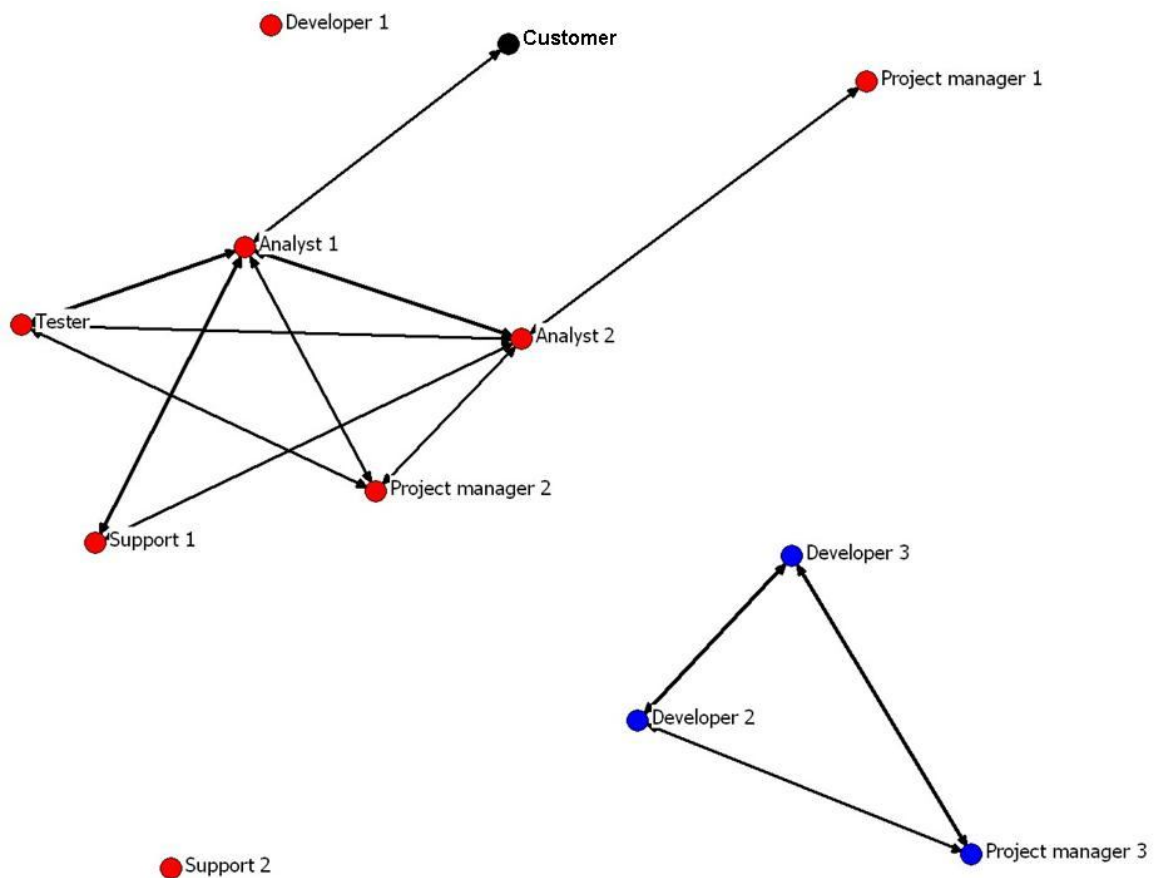 Developer 1
Customer
Project manager 1
Analyst 1
Tester
Analyst 2
Project manager 2
Support 1
Developer 3
Developer 2
Project manager 3
Support 2